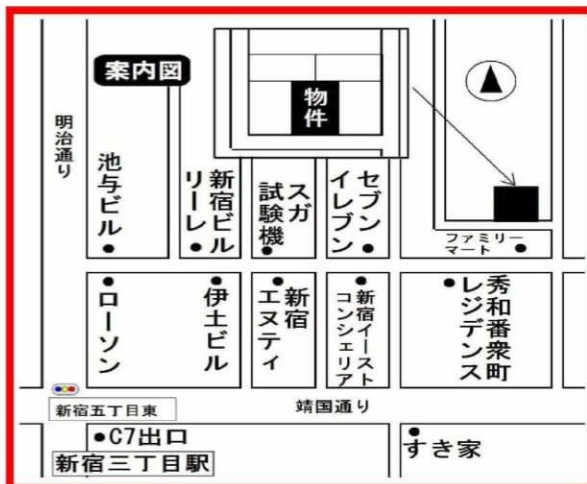 案内図
物件
明治通り
池与ビル
新宿ビル
リーレ
スガ
試験機
セブン
イレブン
ファミリー
マート
ローソン
伊土ビル
新宿
エヌティ
新宿イースト
コンシェリア
秀和番衆町
レジデンス
新宿五丁目東
靖国通り
C7出口
新宿三丁目駅
すき家